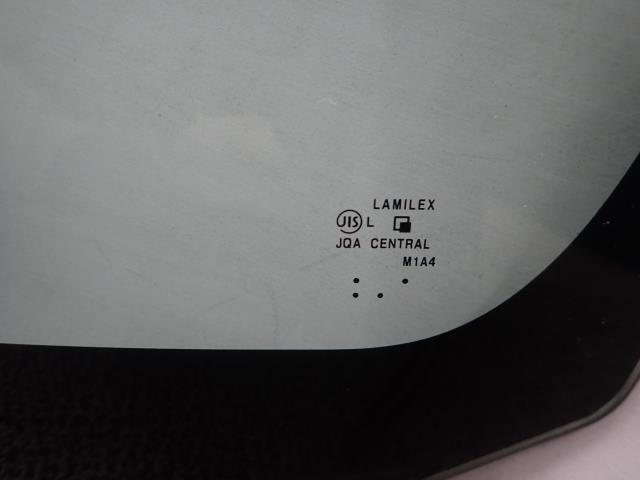 LAMILEX
JIS L
JQA CENTRAL
M1A4